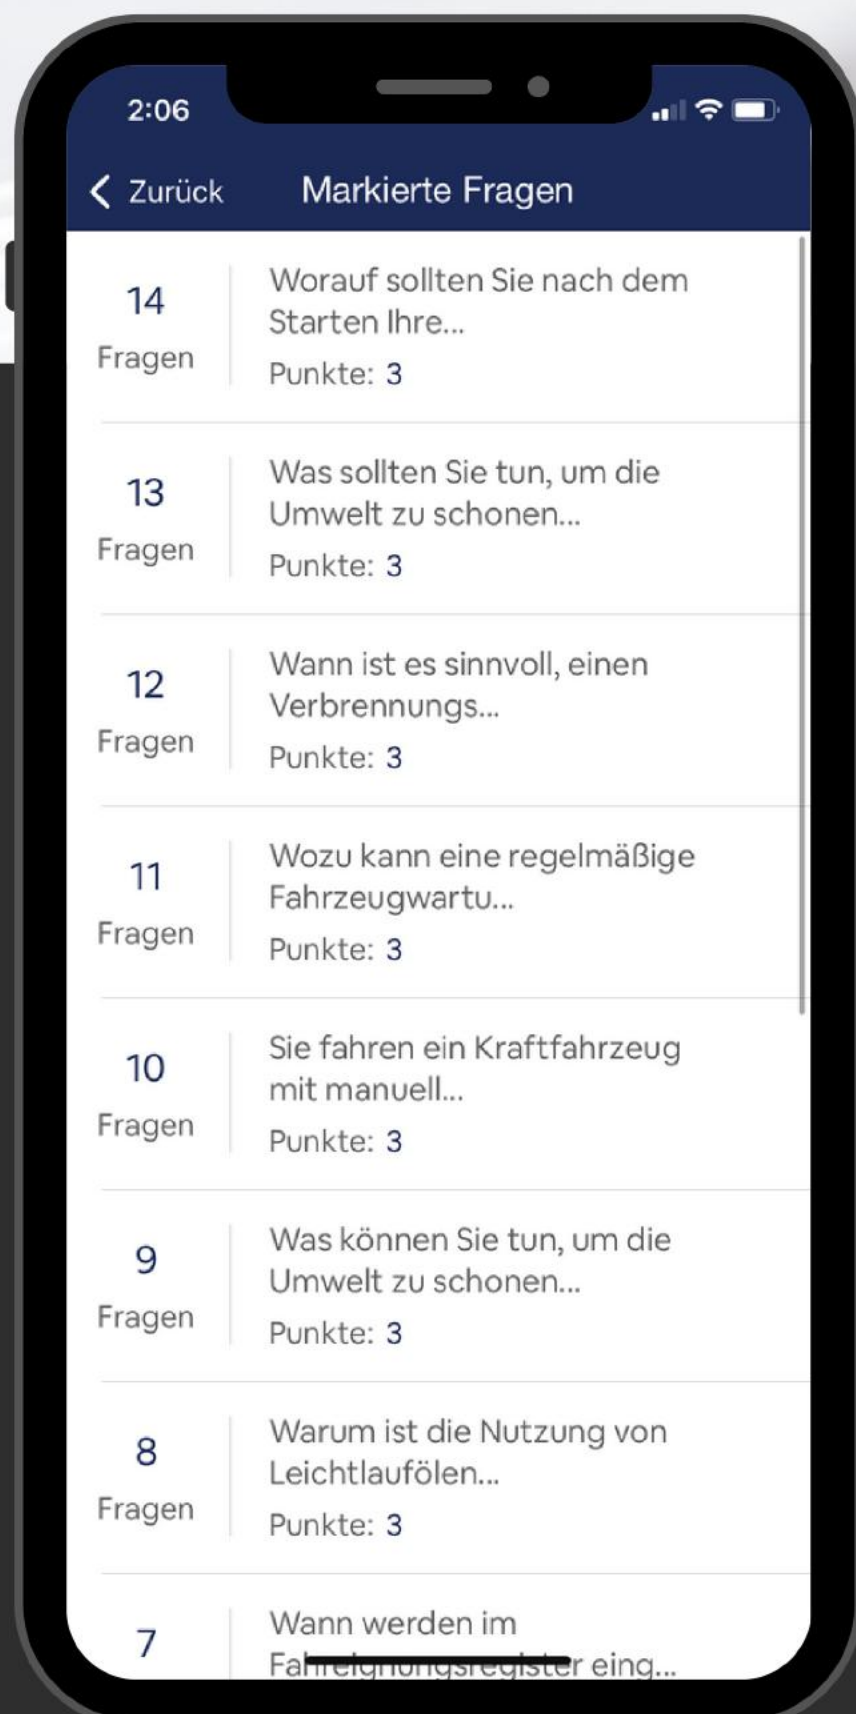 2:06
Zurück Markierte Fragen
14
Fragen
Worauf sollten Sie nach dem
Starten Ihre...
Punkte: 3
13
Fragen
Was sollten Sie tun, um die
Umwelt zu schonen...
Punkte: 3
12
Fragen
Wann ist es sinnvoll, einen
Verbrennungs...
Punkte: 3
11
Fragen
Wozu kann eine regelmäßige
Fahrzeugwartu...
Punkte: 3
10
Fragen
Sie fahren ein Kraftfahrzeug
mit manuell...
Punkte: 3
9
Fragen
Was können Sie tun, um die
Umwelt zu schonen...
Punkte: 3
8
Fragen
Warum ist die Nutzung von
Leichtlaufölen...
Punkte: 3
7
Wann werden im
Fahreignungsregister eing...